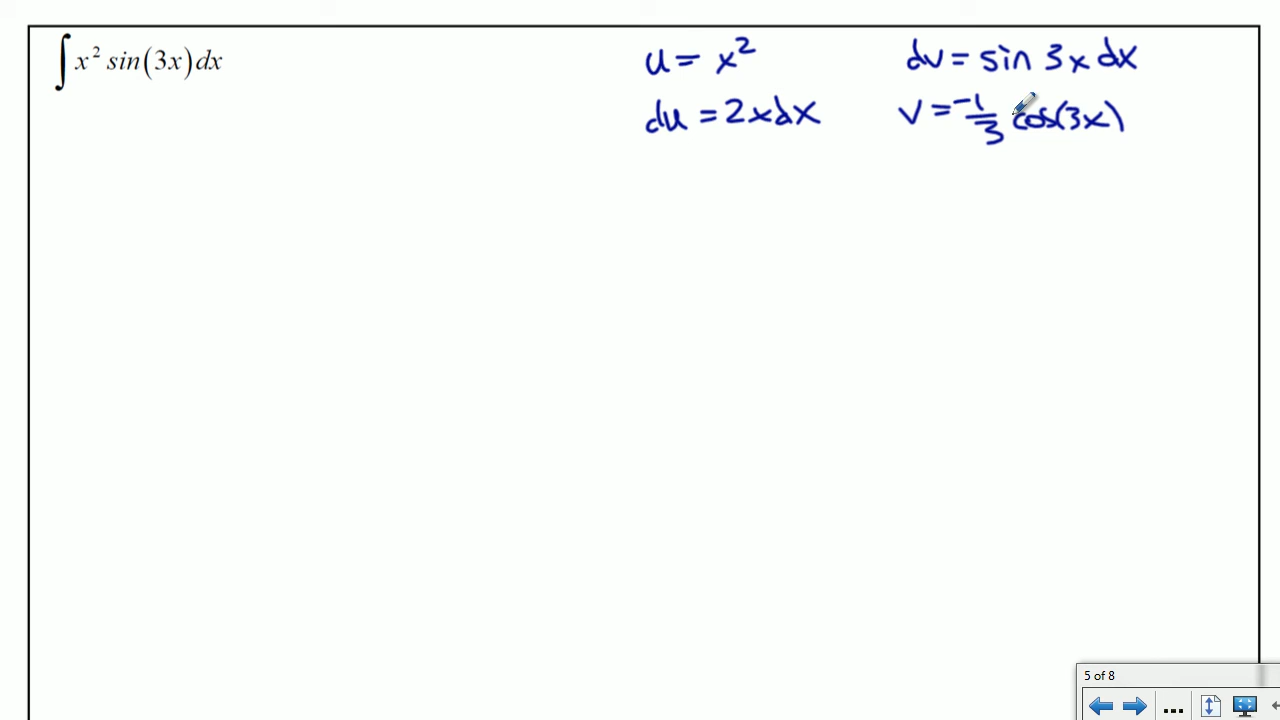 ∫ x² sin(3x) dx
u = x² dv = sin 3x dx
du = 2x dx v = -1/3 cos(3x)
5 of 8